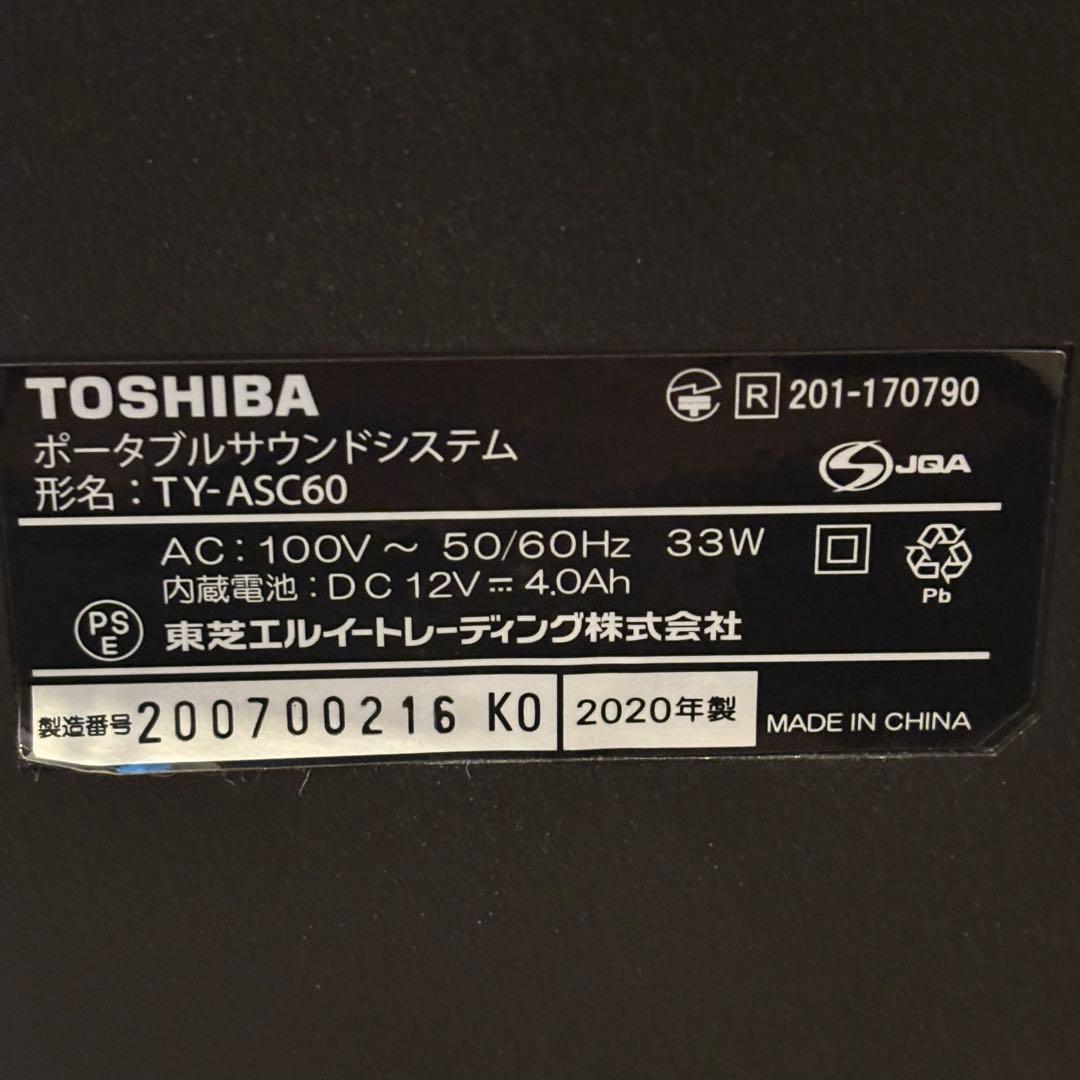 TOSHIBA
R 201-170790
ポータブルサウンドシステム
形名：TY-ASC60
JQA
AC：100V～ 50/60Hz 33W
内蔵電池：DC 12V⎓4.0Ah
Pb
PSE
東芝エルイートレーディング株式会社
製造番号 200700216 K0
2020年製
MADE IN CHINA